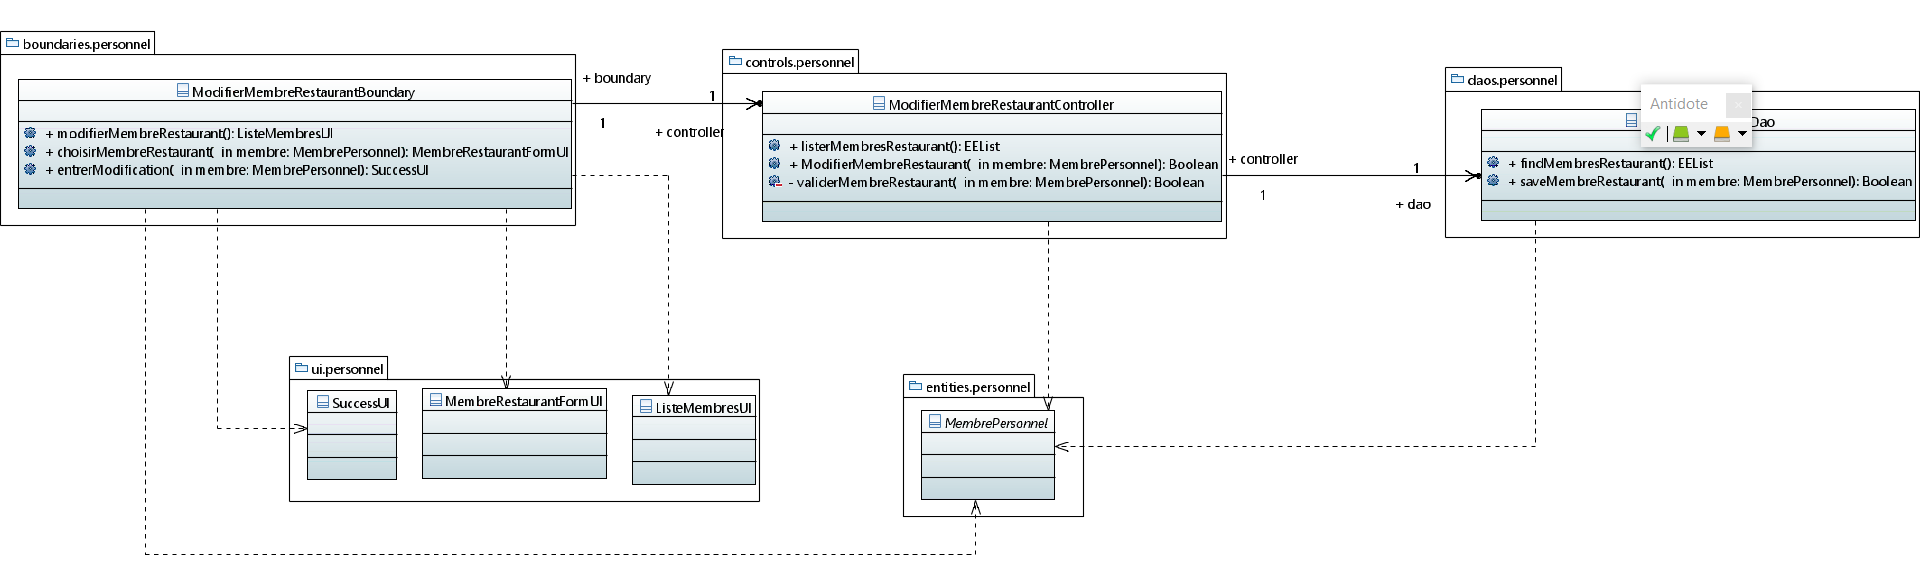 boundaries.personnel
ModifierMembreRestaurantBoundary
+ modifierMembreRestaurant(): ListeMembresUI
+ choisirMembreRestaurant( in membre: MembrePersonnel): MembreRestaurantFormUI
+ entrerModification( in membre: MembrePersonnel): SuccessUI
+ boundary
1
1
+ controller
controls.personnel
ModifierMembreRestaurantController
+ listerMembresRestaurant(): EEList
+ ModifierMembreRestaurant( in membre: MembrePersonnel): Boolean
- validerMembreRestaurant( in membre: MembrePersonnel): Boolean
+ controller
1
1
+ dao
daos.personnel
Antidote
Dao
+ findMembresRestaurant(): EEList
+ saveMembreRestaurant( in membre: MembrePersonnel): Boolean
ui.personnel
SuccessUI
MembreRestaurantFormUI
ListeMembresUI
entities.personnel
MembrePersonnel